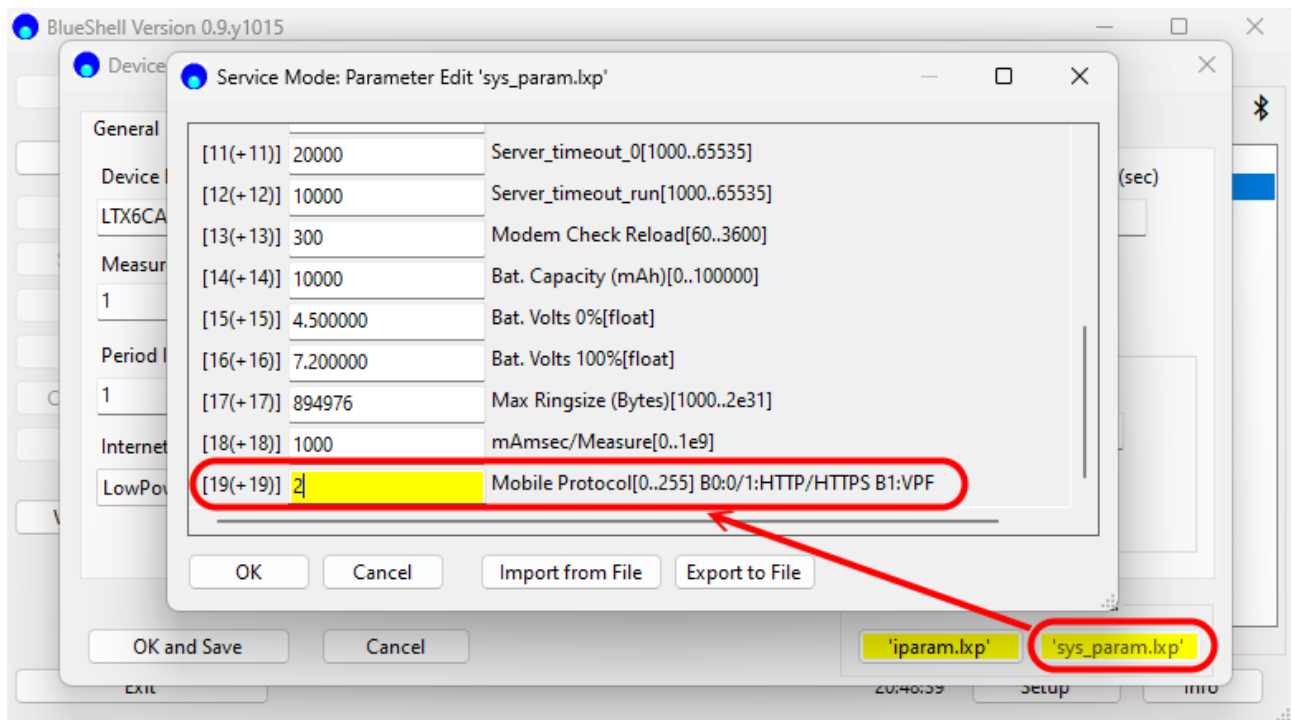 BlueShell Version 0.9.y1015
Device
Service Mode: Parameter Edit 'sys_param.lxp'
General
[11(+11)] 20000 Server_timeout_0[1000..65535]
Device (sec)
[12(+12)] 10000 Server_timeout_run[1000..65535]
LTX6CA
[13(+13)] 300 Modem Check Reload[60..3600]
Measur
[14(+14)] 10000 Bat. Capacity (mAh)[0..100000]
1
[15(+15)] 4.500000 Bat. Volts 0%[float]
Period
[16(+16)] 7.200000 Bat. Volts 100%[float]
1
[17(+17)] 894976 Max Ringsize (Bytes)[1000..2e31]
Internet
[18(+18)] 1000 mAmsec/Measure[0..1e9]
LowPow
[19(+19)] 2 Mobile Protocol[0..255] B0:0/1:HTTP/HTTPS B1:VPF
OK Cancel Import from File Export to File
OK and Save Cancel 'iparam.lxp' 'sys_param.lxp'
Exit 20:48:39 Setup Info